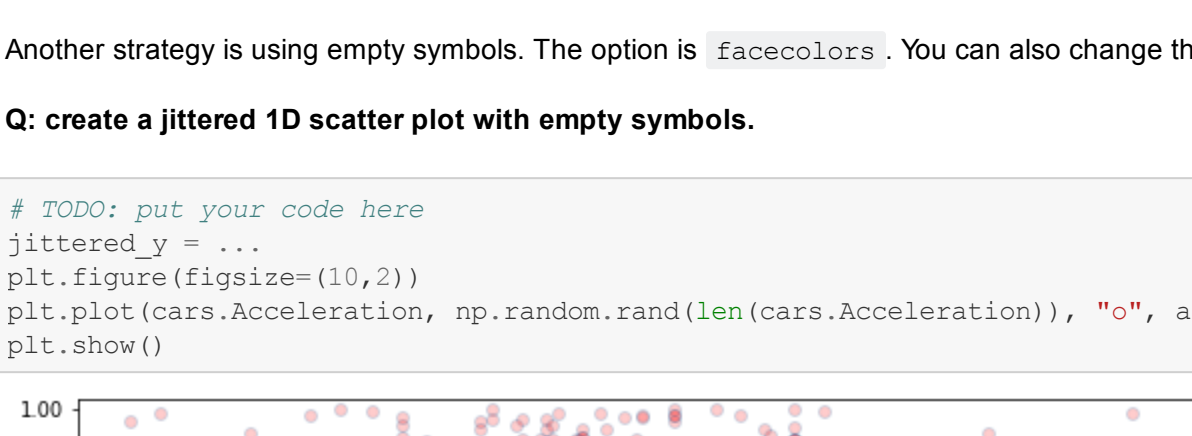 Another strategy is using empty symbols. The option is facecolors . You can also change th
Q: create a jittered 1D scatter plot with empty symbols.
# TODO: put your code here
jittered_y = ...
plt.figure(figsize=(10,2))
plt.plot(cars.Acceleration, np.random.rand(len(cars.Acceleration)), "o", a
plt.show()
1.00